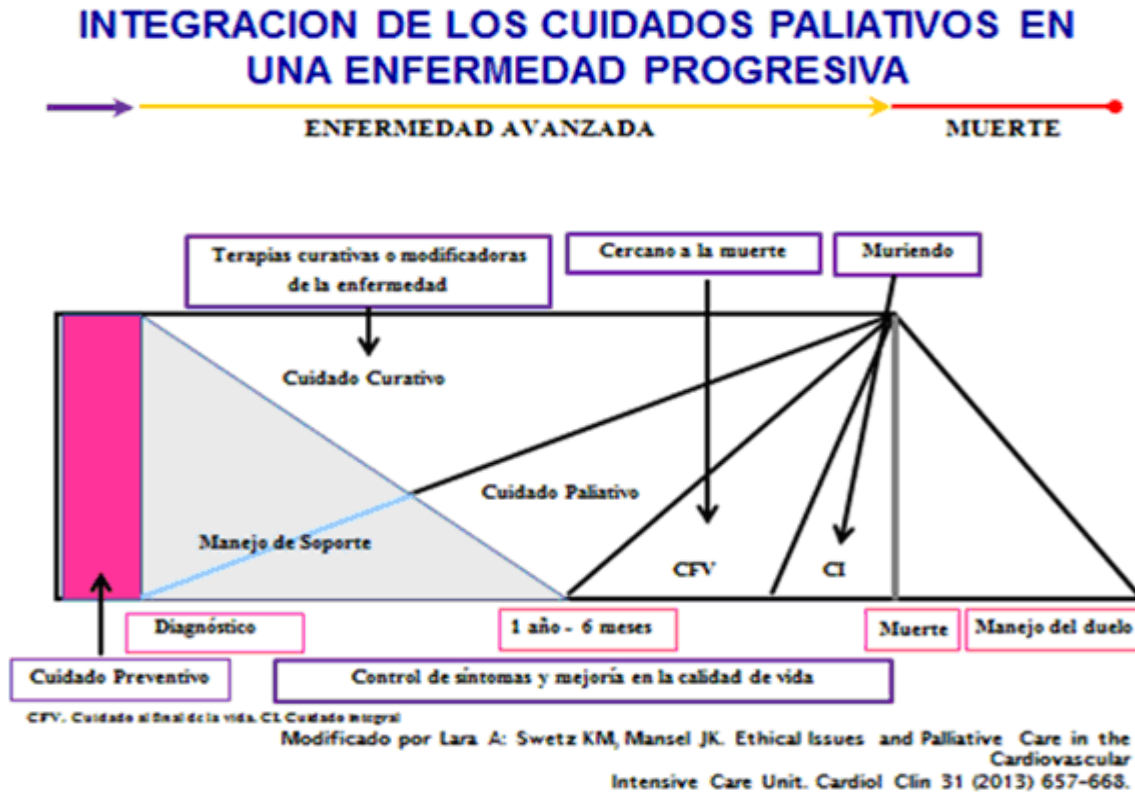 INTEGRACION DE LOS CUIDADOS PALIATIVOS EN
UNA ENFERMEDAD PROGRESIVA
ENFERMEDAD AVANZADA
MUERTE
Terapias curativas o modificadoras
de la enfermedad
Cercano a la muerte
Muriendo
Cuidado Curativo
Cuidado Paliativo
Manejo de Soporte
CFV
CI
Diagnóstico
1 año - 6 meses
Muerte
Manejo del duelo
Cuidado Preventivo
Control de síntomas y mejoría en la calidad de vida
CFV. Cuidado al final de la vida. CI. Cuidado integral
Modificado por Lara A: Swetz KM, Mansel JK. Ethical Issues and Palliative Care in the
Cardiovascular
Intensive Care Unit. Cardiol Clin 31 (2013) 657-668.